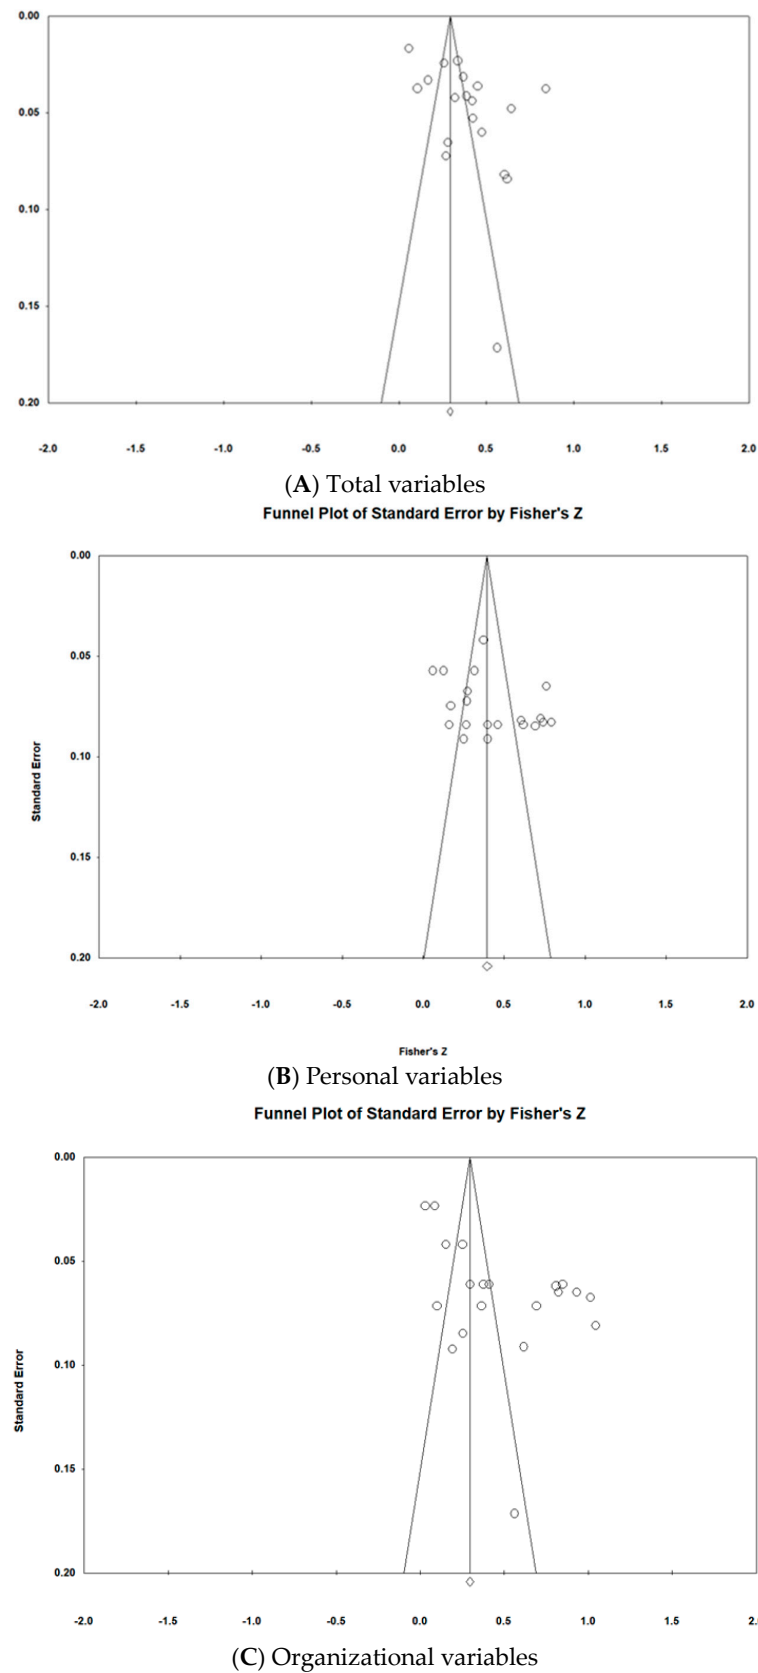 0.00
0.05
0.10
0.15
0.20
-2.0 -1.5 -1.0 -0.5 0.0 0.5 1.0 1.5 2.0
(A) Total variables
Funnel Plot of Standard Error by Fisher's Z
0.00
0.05
0.10
Standard Error
0.15
0.20
-2.0 -1.5 -1.0 -0.5 0.0 0.5 1.0 1.5 2.0
Fisher's Z
(B) Personal variables
Funnel Plot of Standard Error by Fisher's Z
0.00
0.05
0.10
Standard Error
0.15
0.20
-2.0 -1.5 -1.0 -0.5 0.0 0.5 1.0 1.5 2.0
(C) Organizational variables